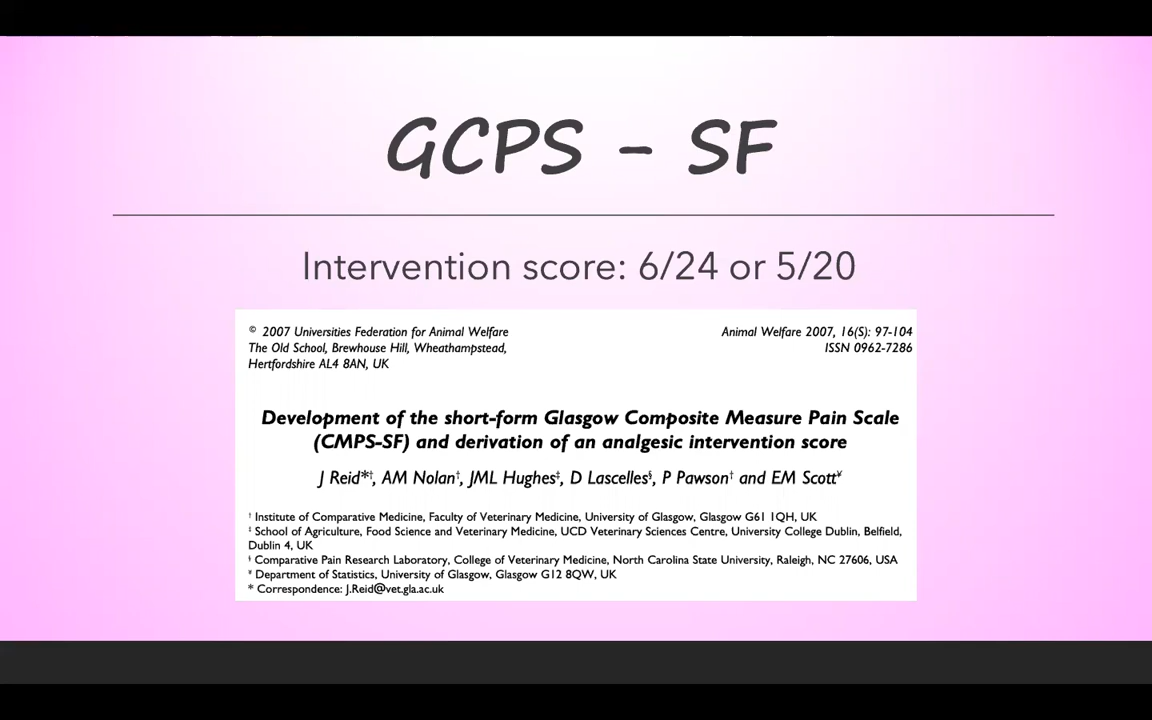 GCPS - SF
Intervention score: 6/24 or 5/20
© 2007 Universities Federation for Animal Welfare
The Old School, Brewhouse Hill, Wheathampstead,
Hertfordshire AL4 8AN, UK
Animal Welfare 2007, 16(S): 97-104
ISSN 0962-7286
Development of the short-form Glasgow Composite Measure Pain Scale
(CMPS-SF) and derivation of an analgesic intervention score
J Reid*†, AM Nolan†, JML Hughes‡, D Lascelles§, P Pawson† and EM Scott¥
† Institute of Comparative Medicine, Faculty of Veterinary Medicine, University of Glasgow, Glasgow G61 1QH, UK
‡ School of Agriculture, Food Science and Veterinary Medicine, UCD Veterinary Sciences Centre, University College Dublin, Belfield,
Dublin 4, UK
§ Comparative Pain Research Laboratory, College of Veterinary Medicine, North Carolina State University, Raleigh, NC 27606, USA
¥ Department of Statistics, University of Glasgow, Glasgow G12 8QW, UK
* Correspondence: J.Reid@vet.gla.ac.uk